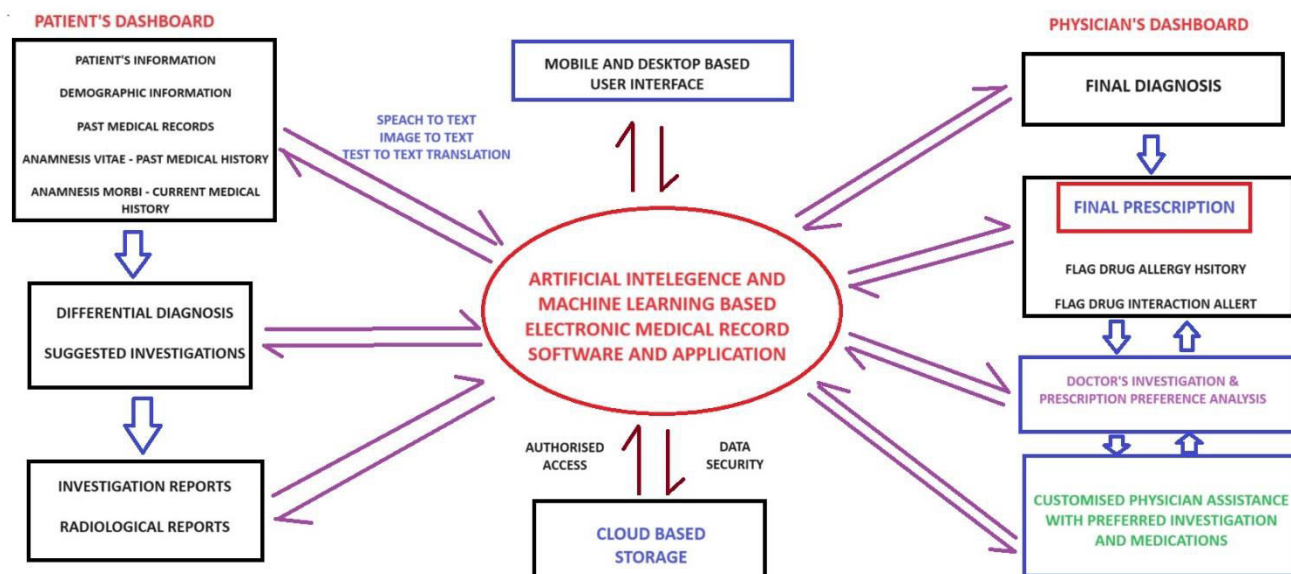 PATIENT'S DASHBOARD
PATIENT'S INFORMATION
DEMOGRAPHIC INFORMATION
PAST MEDICAL RECORDS
ANAMNESIS VITAE - PAST MEDICAL HISTORY
ANAMNESIS MORBI - CURRENT MEDICAL
HISTORY
DIFFERENTIAL DIAGNOSIS
SUGGESTED INVESTIGATIONS
INVESTIGATION REPORTS
RADIOLOGICAL REPORTS
SPEACH TO TEXT
IMAGE TO TEXT
TEST TO TEXT TRANSLATION
MOBILE AND DESKTOP BASED
USER INTERFACE
ARTIFICIAL INTELEGENCE AND
MACHINE LEARNING BASED
ELECTRONIC MEDICAL RECORD
SOFTWARE AND APPLICATION
AUTHORISED
ACCESS
DATA
SECURITY
CLOUD BASED
STORAGE
PHYSICIAN'S DASHBOARD
FINAL DIAGNOSIS
FINAL PRESCRIPTION
FLAG DRUG ALLERGY HSITORY
FLAG DRUG INTERACTION ALLERT
DOCTOR'S INVESTIGATION &
PRESCRIPTION PREFERENCE ANALYSIS
CUSTOMISED PHYSICIAN ASSISTANCE
WITH PREFERRED INVESTIGATION
AND MEDICATIONS